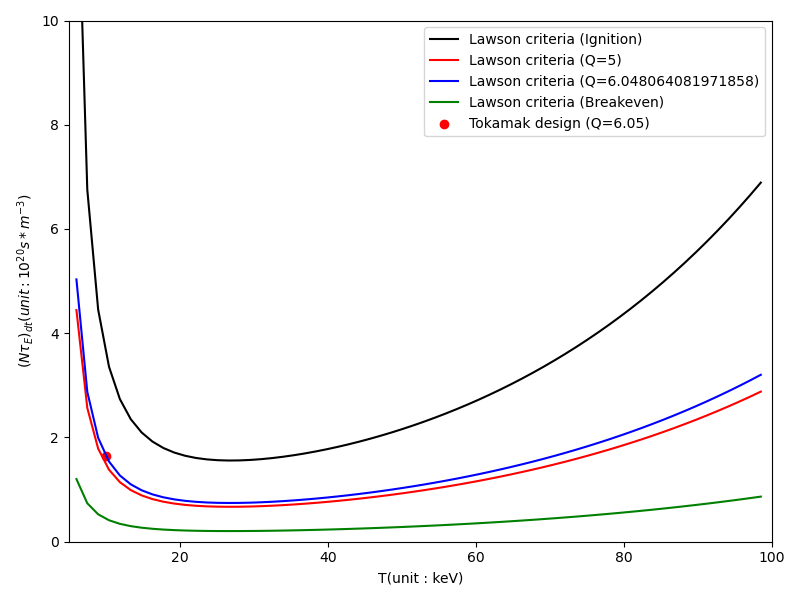 10
8
6
4
2
0
20
40
60
80
100
(Nτ_E)_{dt}(unit : 10^{20} s * m^{-3})
T(unit : keV)
Lawson criteria (Ignition)
Lawson criteria (Q=5)
Lawson criteria (Q=6.048064081971858)
Lawson criteria (Breakeven)
Tokamak design (Q=6.05)